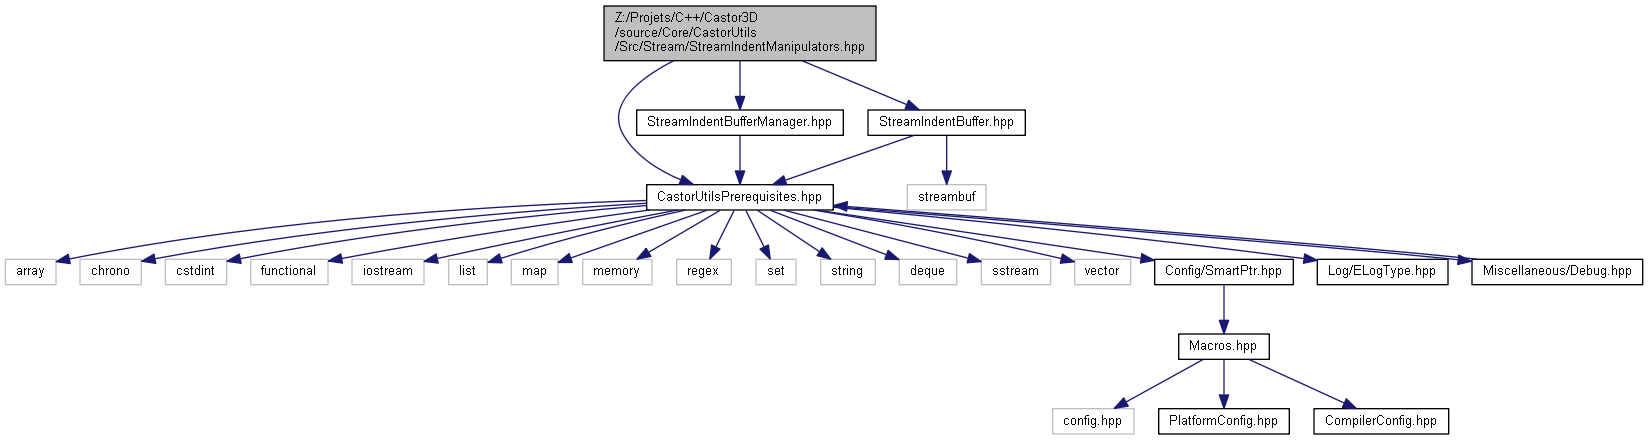 Z:/Projets/C++/Castor3D
/source/Core/CastorUtils
/Src/Stream/StreamIndentManipulators.hpp
StreamIndentBufferManager.hpp
StreamIndentBuffer.hpp
CastorUtilsPrerequisites.hpp
streambuf
array
chrono
cstdint
functional
iostream
list
map
memory
regex
set
string
deque
sstream
vector
Config/SmartPtr.hpp
Log/ELogType.hpp
Miscellaneous/Debug.hpp
Macros.hpp
config.hpp
PlatformConfig.hpp
CompilerConfig.hpp